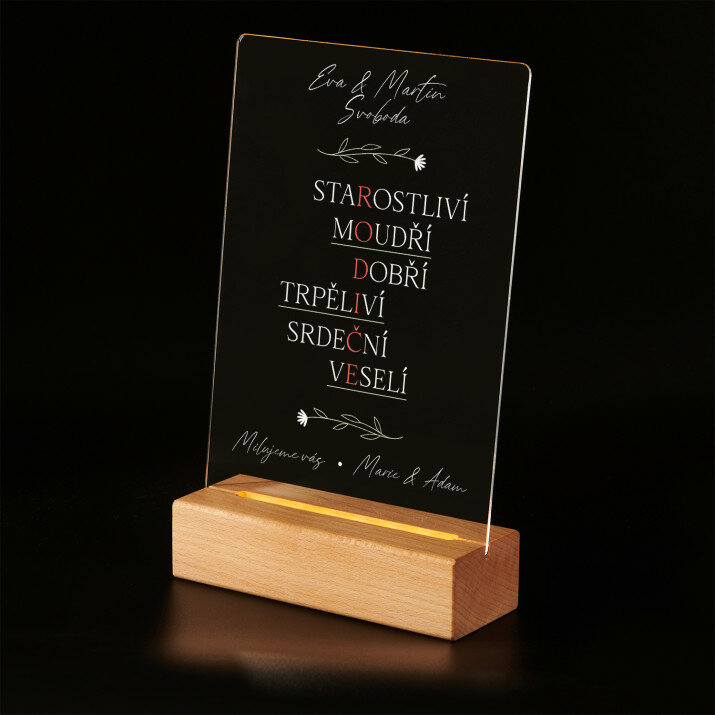 Eva & Martin
Svoboda
STAROSTLIVÍ
MOUDŘÍ
DOBŘÍ
TRPĚLIVÍ
SRDEČNÍ
VESELÍ
Milujeme vás • Marie & Adam